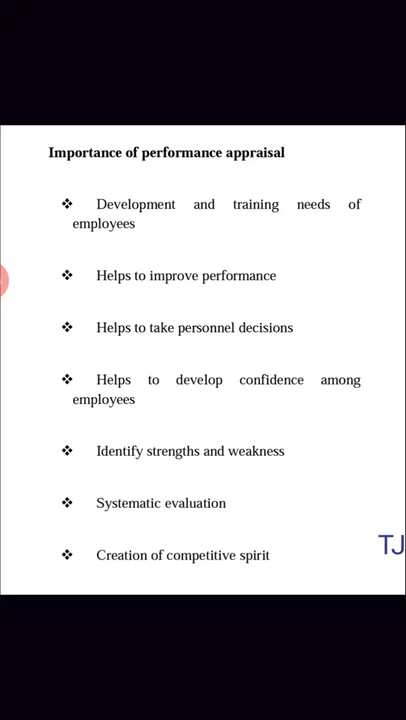 Importance of performance appraisal
❖ Development and training needs of
employees
❖ Helps to improve performance
❖ Helps to take personnel decisions
❖ Helps to develop confidence among
employees
❖ Identify strengths and weakness
❖ Systematic evaluation
TJ
❖ Creation of competitive spirit